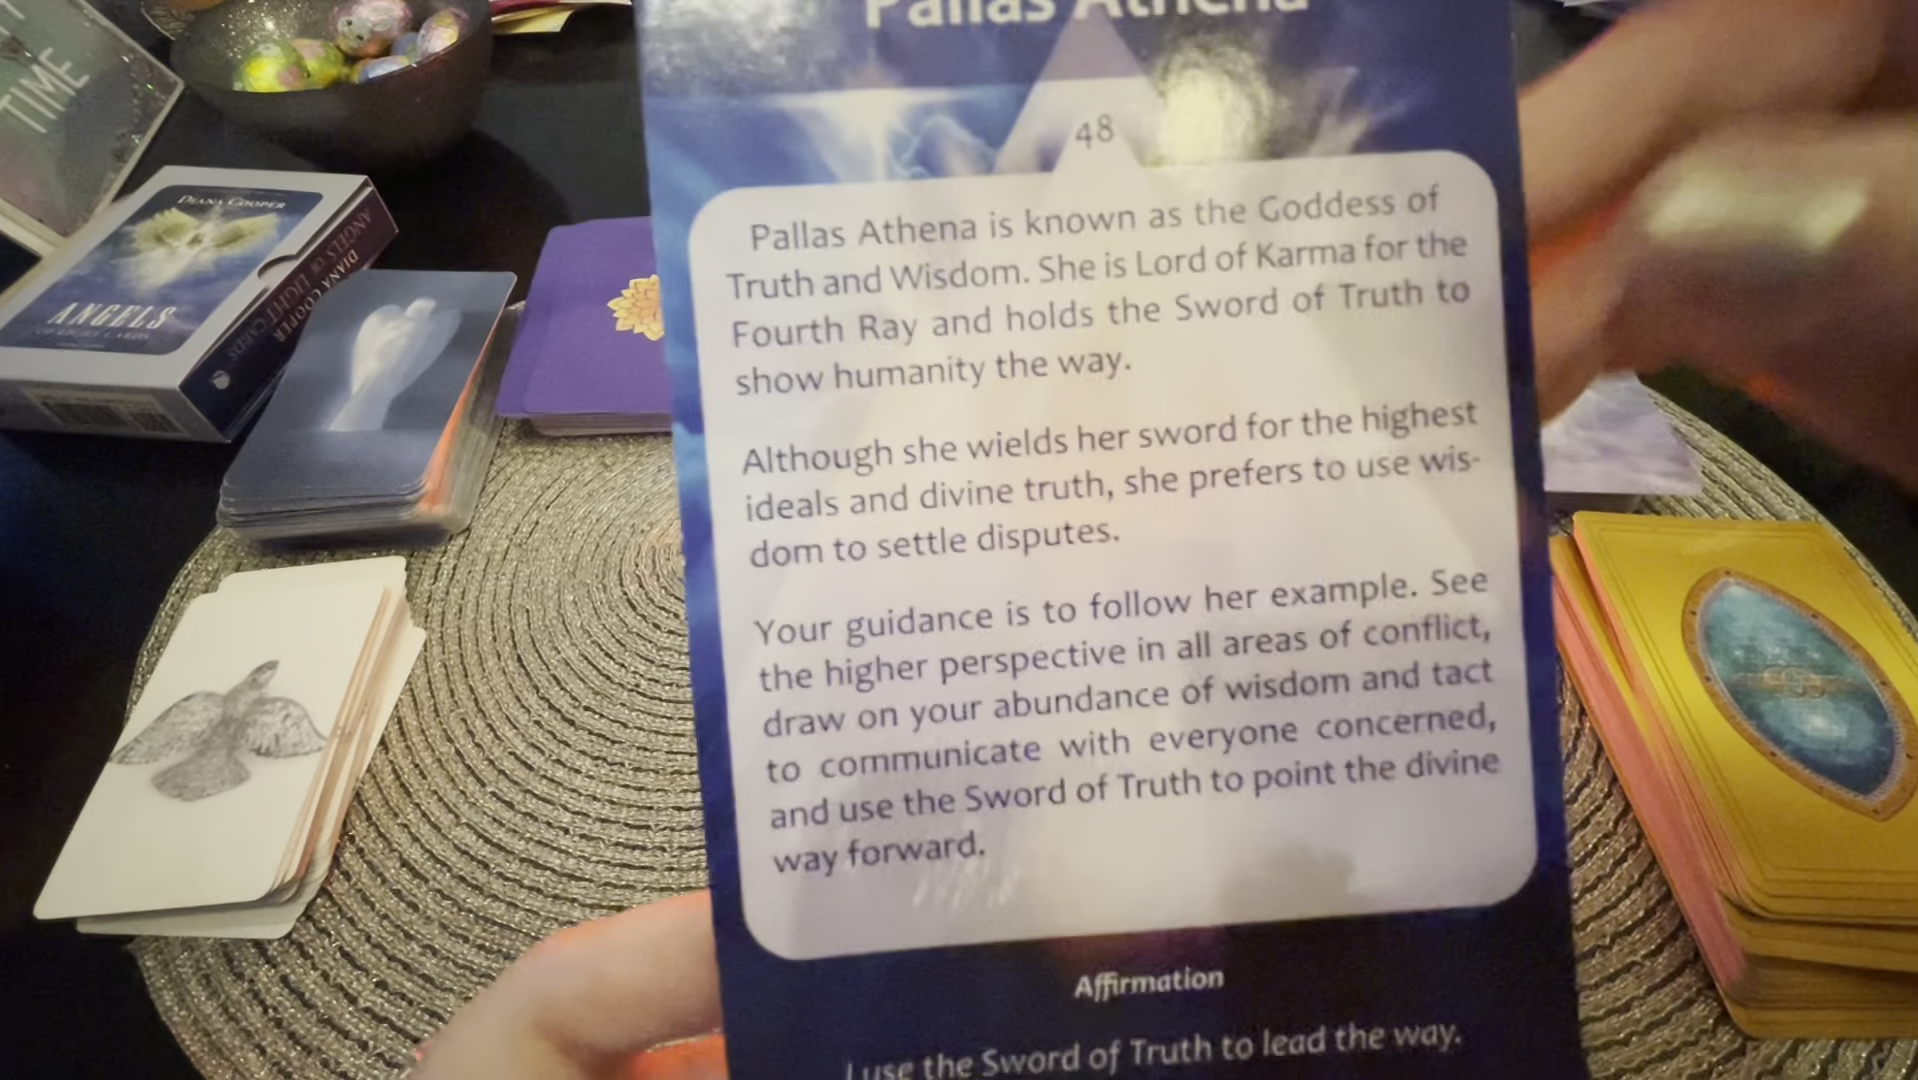 Pallas Athena
48
Pallas Athena is known as the Goddess of
Truth and Wisdom. She is Lord of Karma for the
Fourth Ray and holds the Sword of Truth to
show humanity the way.
Although she wields her sword for the highest
ideals and divine truth, she prefers to use wis-
dom to settle disputes.
Your guidance is to follow her example. See
the higher perspective in all areas of conflict,
draw on your abundance of wisdom and tact
to communicate with everyone concerned,
and use the Sword of Truth to point the divine
way forward.
Affirmation
I use the Sword of Truth to lead the way.
TIME
DIANA COOPER
ANGELS
OF LIGHT CARDS
DIANA COOPER
ANGELS OF LIGHT CARDS